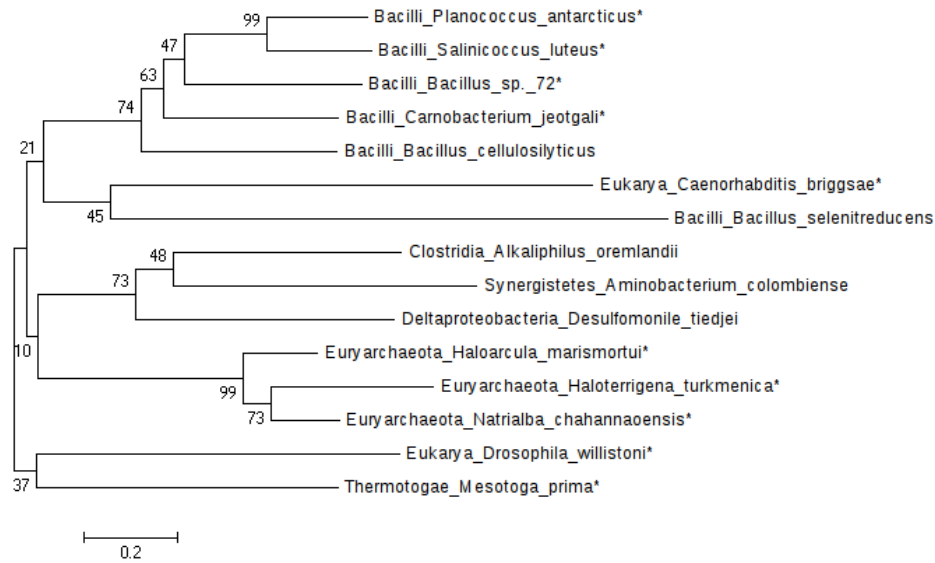 99 Bacilli_Planococcus_antarcticus*
47 Bacilli_Salinicoccus_luteus*
63 Bacilli_Bacillus_sp._72*
74 Bacilli_Carnobacterium_jeotgali*
21 Bacilli_Bacillus_cellulosilyticus
Eukarya_Caenorhabditis_briggsae*
45 Bacilli_Bacillus_selenitreducens
48 Clostridia_Alkaliphilus_oremlandii
73 Synergistetes_Aminobacterium_colombiense
Deltaproteobacteria_Desulfomonile_tiedjei
10 Euryarchaeota_Haloarcula_marismortui*
99 Euryarchaeota_Haloterrigena_turkmenica*
73 Euryarchaeota_Natrialba_chahannaoensis*
Eukarya_Drosophila_willistoni*
37 Thermotogae_Mesotoga_prima*
0.2